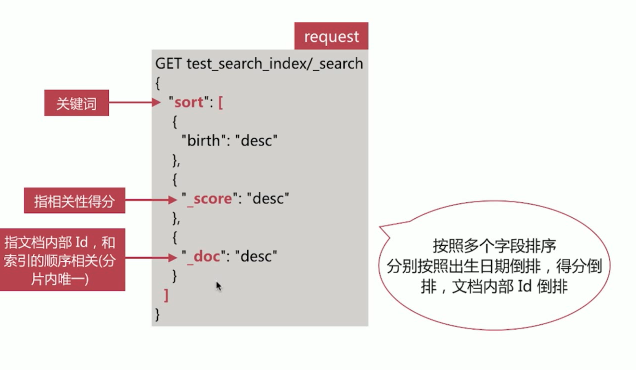 request
GET test_search_index/_search
{
"sort": [
{
"birth": "desc"
},
{
"_score": "desc"
},
{
"_doc": "desc"
}
]
}
关键词
指相关性得分
指文档内部 Id，和
索引的顺序相关(分
片内唯一)
按照多个字段排序
分别按照出生日期倒排，得分倒
排，文档内部 Id 倒排